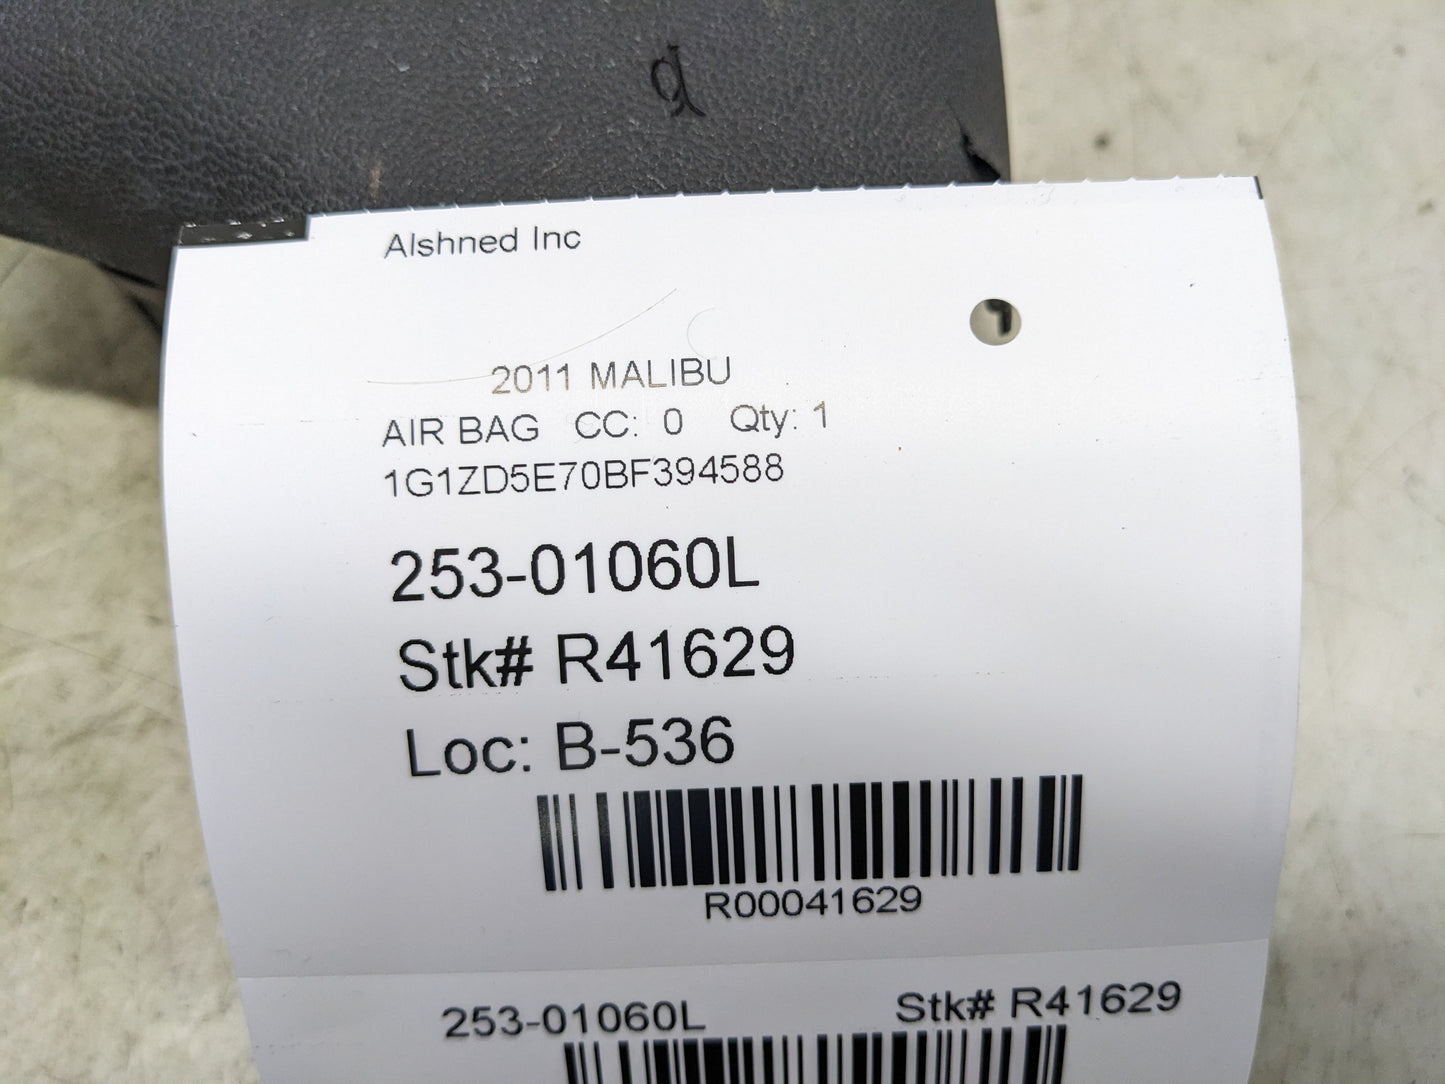 Alshned Inc
2011 MALIBU
AIR BAG CC: 0 Qty: 1
1G1ZD5E70BF394588
253-01060L
Stk# R41629
Loc: B-536
R00041629
253-01060L Stk# R41629